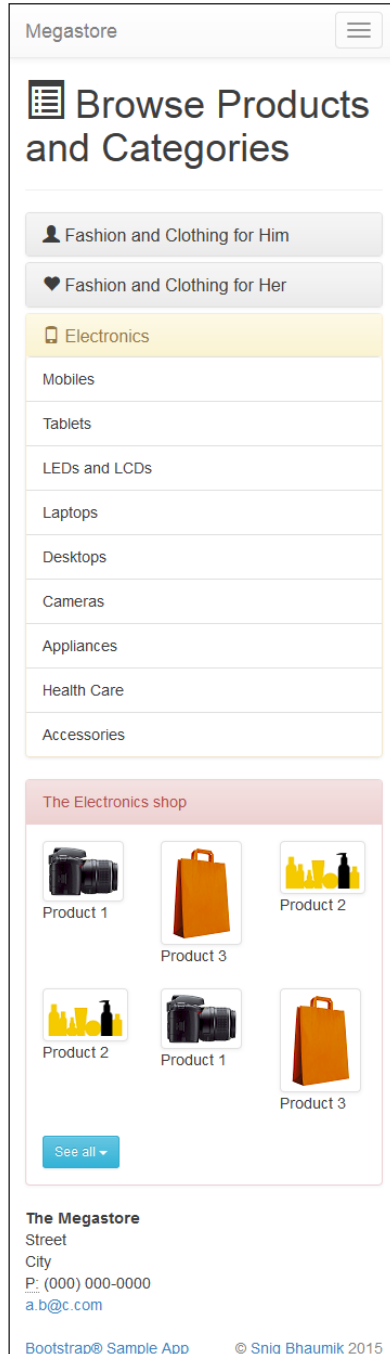 Megastore
Browse Products
and Categories
Fashion and Clothing for Him
Fashion and Clothing for Her
Electronics
Mobiles
Tablets
LEDs and LCDs
Laptops
Desktops
Cameras
Appliances
Health Care
Accessories
The Electronics shop
Product 1
Product 3
Product 2
Product 2
Product 1
Product 3
See all
The Megastore
Street
City
P: (000) 000-0000
a.b@c.com
Bootstrap® Sample App © Snig Bhaumik 2015